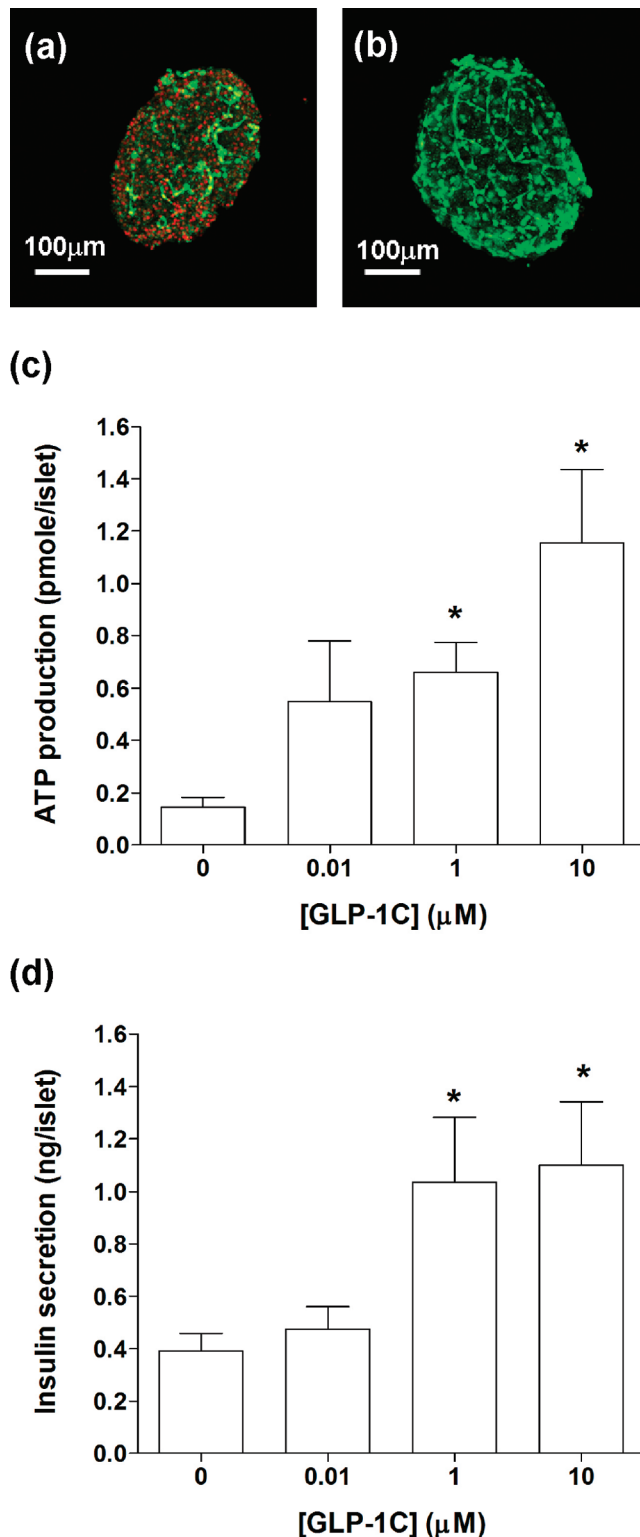 (a)
(b)
100μm
100μm
(c)
1.6
1.4
1.2
1.0
0.8
0.6
0.4
0.2
0.0
ATP production (pmole/islet)
*
*
0 0.01 1 10
[GLP-1C] (μM)
(d)
1.6
1.4
1.2
1.0
0.8
0.6
0.4
0.2
0.0
Insulin secretion (ng/islet)
*
*
0 0.01 1 10
[GLP-1C] (μM)